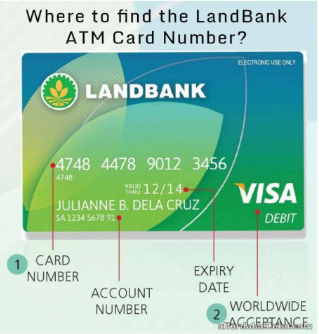 Where to find the LandBank
ATM Card Number?
ELECTRONIC USE ONLY
LANDBANK
4748 4478 9012 3456
4748
VALID THRU 12/14
JULIANNE B. DELA CRUZ
SA 1234 5678 91
VISA
DEBIT
1 CARD NUMBER
ACCOUNT NUMBER
EXPIRY DATE
2 WORLDWIDE ACCEPTANCE